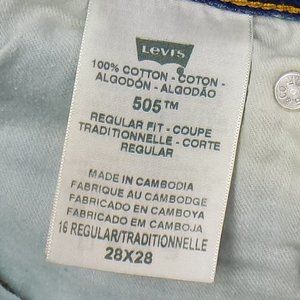 Levi's
100% COTTON - COTON -
ALGODÓN - ALGODÃO
505™
REGULAR FIT - COUPE
TRADITIONNELLE - CORTE
REGULAR
MADE IN CAMBODIA
FABRIQUE AU CAMBODGE
FABRICADO EN CAMBOYA
FABRICADO EM CAMBOJA
16 REGULAR/TRADITIONNELLE
28X28